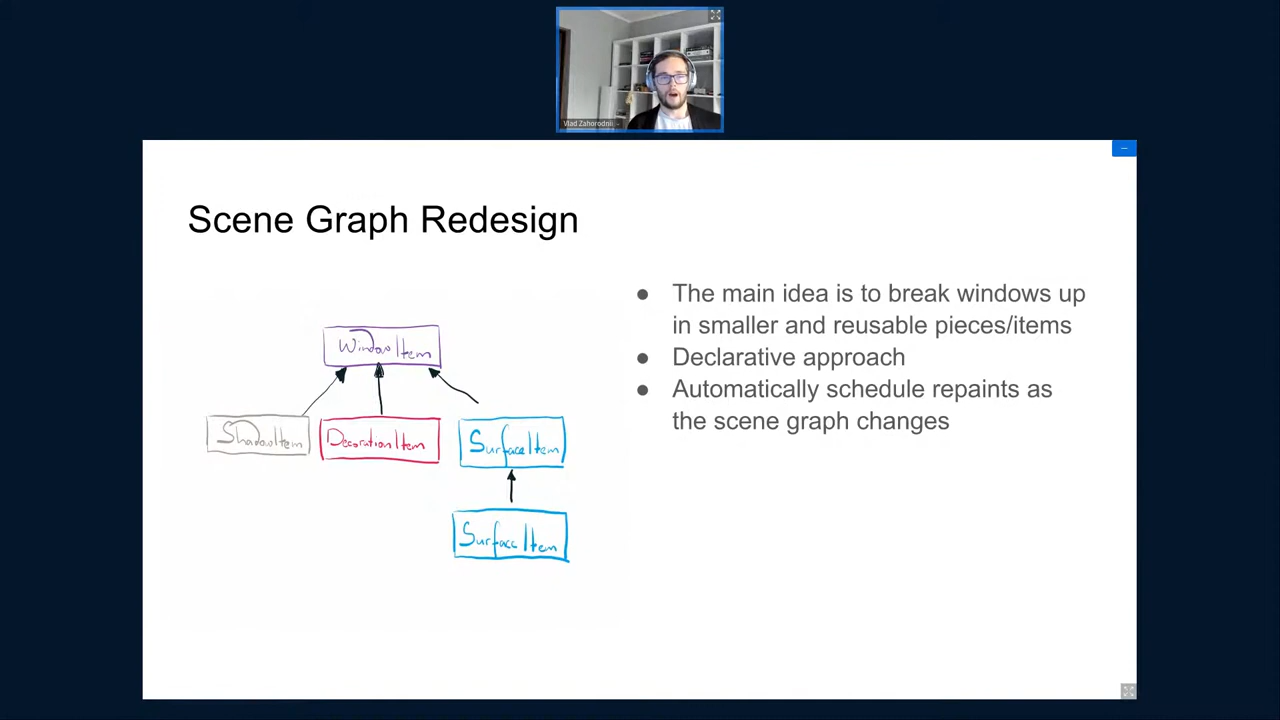 Vlad Zahorodnii
Scene Graph Redesign
WindowItem
ShadowItem
DecorationItem
SurfaceItem
SurfaceItem
● The main idea is to break windows up
in smaller and reusable pieces/items
● Declarative approach
● Automatically schedule repaints as
the scene graph changes